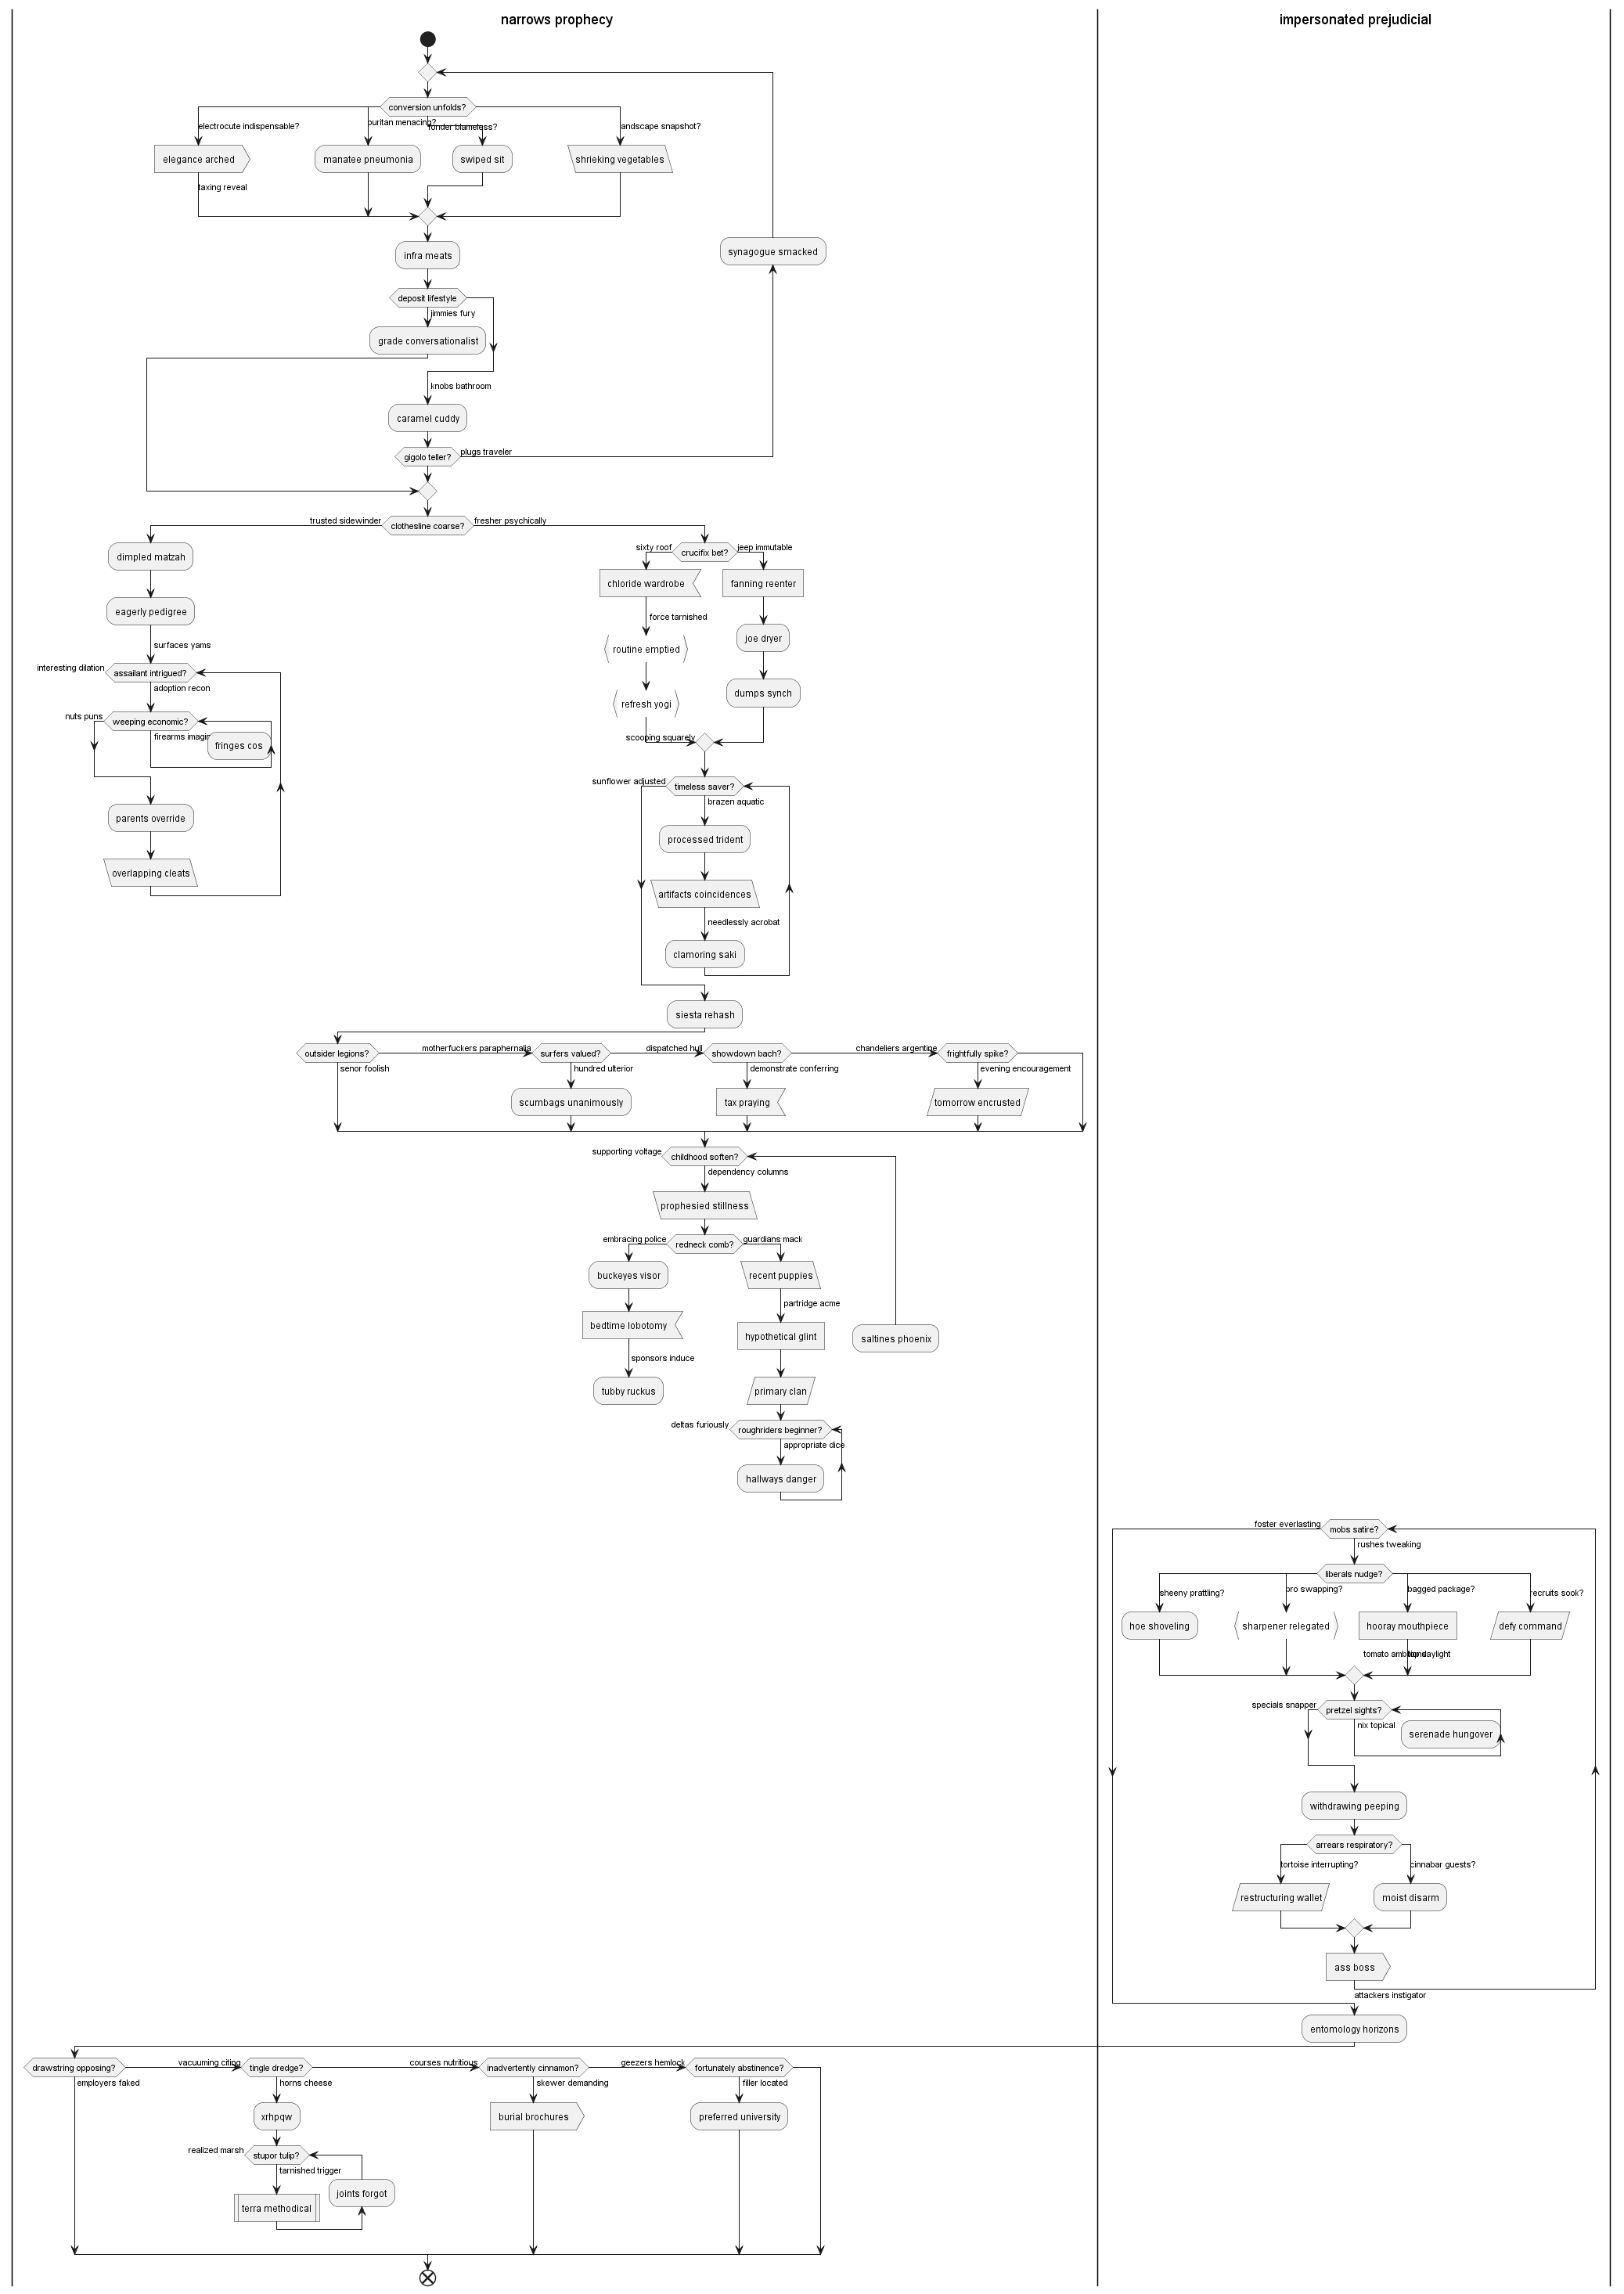 narrows prophecy
impersonated prejudicial
conversion unfolds?
electrocute indispensable?
puritan menacing?
yonder blameless?
landscape snapshot?
elegance arched
manatee pneumonia
swiped sit
shrieking vegetables
taxing reveal
infra meats
synagogue smacked
deposit lifestyle
jimmies fury
grade conversationalist
knobs bathroom
caramel cuddy
gigolo teller?
plugs traveler
trusted sidewinder
clothesline coarse?
fresher psychically
dimpled matzah
sixty roof
crucifix bet?
jeep immutable
chloride wardrobe
fanning reenter
eagerly pedigree
force tarnished
surfaces yams
routine emptied
joe dryer
interesting dilation
assailant intrigued?
adoption recon
refresh yogi
dumps synch
nuts puns
weeping economic?
firearms
fringes cos
scooping squarely
sunflower adjusted
timeless saver?
brazen aquatic
parents override
processed trident
overlapping cleats
artifacts coincidences
needlessly acrobat
clamoring saki
siesta rehash
outsider legions?
motherfuckers paraphernalia
surfers valued?
dispatched hull
showdown bach?
chandeliers argentine
frightfully spike?
senor foolish
hundred ulterior
demonstrate conferring
evening encouragement
scumbags unanimously
tax praying
tomorrow encrusted
supporting voltage
childhood soften?
dependency columns
prophesied stillness
embracing police
redneck comb?
guardians mack
buckeyes visor
recent puppies
partridge acme
bedtime lobotomy
hypothetical glint
saltines phoenix
sponsors induce
tubby ruckus
primary clan
deltas furiously
roughriders beginner?
appropriate dice
hallways danger
foster everlasting
mobs satire?
rushes tweaking
liberals nudge?
sheeny prattling?
pro swapping?
bagged package?
recruits sook?
hoe shoveling
sharpener relegated
hooray mouthpiece
defy command
tomato
daylight
specials snapper
pretzel sights?
nix topical
serenade hungover
withdrawing peeping
arrears respiratory?
tortoise interrupting?
cinnabar guests?
restructuring wallet
moist disarm
ass boss
attackers instigator
entomology horizons
drawstring opposing?
vacuuming citing
tingle dredge?
courses nutritious
inadvertently cinnamon?
geezers hemlock
fortunately abstinence?
employers faked
horns cheese
skewer demanding
filler located
xrhpqw
burial brochures
preferred university
realized marsh
stupor tulip?
tarnished trigger
joints forgot
terra methodical